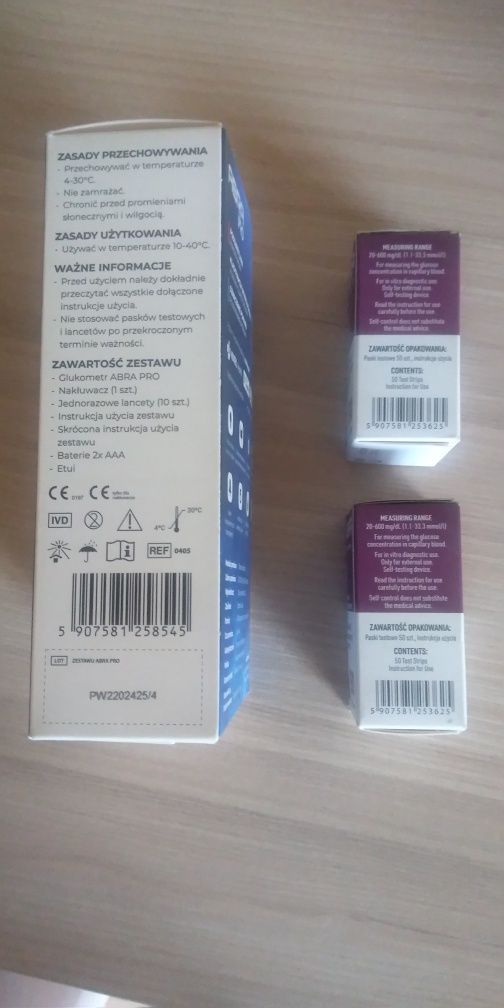 ZASADY PRZECHOWYWANIA
- Przechowywać w temperaturze
4-30°C.
- Nie zamrażać.
- Chronić przed promieniami
słonecznymi i wilgocią.
ZASADY UŻYTKOWANIA
- Używać w temperaturze 10-40°C.
WAŻNE INFORMACJE
- Przed użyciem należy dokładnie
przeczytać wszystkie dołączone
instrukcje użycia.
- Nie stosować pasków testowych
i lancetów po przekroczonym
terminie ważności.
ZAWARTOŚĆ ZESTAWU
- Glukometr ABRA PRO
- Nakłuwacz (1 szt.)
- Jednorazowe lancety (10 szt.)
- Instrukcja użycia zestawu
- Skrócona instrukcja użycia
zestawu
- Baterie 2x AAA
- Etui
CE 0197 CE tylko dla nakłuwacza
IVD 4°C 30°C
REF 0405
5 907581 258545
LOT ZESTAWU ABRA PRO
PW2202425/4
MEASURING RANGE
20-600 mg/dL (1.1-33.3 mmol/l)
For measuring the glucose
concentration in capillary blood.
For in vitro diagnostic use.
Only for external use.
Self-testing device.
Read the instruction for use
carefully before the use.
Self-control does not substitute
the medical advice.
ZAWARTOŚĆ OPAKOWANIA:
Paski testowe 50 szt., instrukcja użycia
CONTENTS:
50 Test Strips
Instruction for Use
5 907581 253625
MEASURING RANGE
20-600 mg/dL (1.1-33.3 mmol/l)
For measuring the glucose
concentration in capillary blood.
For in vitro diagnostic use.
Only for external use.
Self-testing device.
Read the instruction for use
carefully before the use.
Self-control does not substitute
the medical advice.
ZAWARTOŚĆ OPAKOWANIA:
Paski testowe 50 szt., instrukcja użycia
CONTENTS:
50 Test Strips
Instruction for Use
5 907581 253625